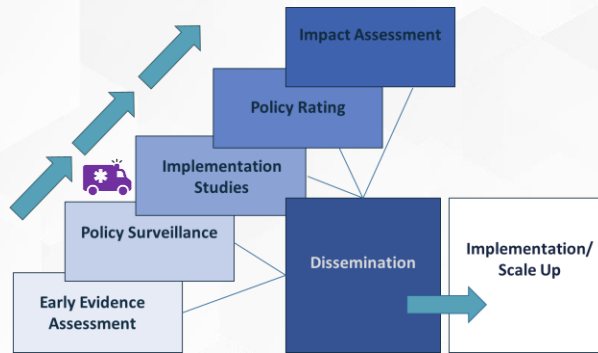 Impact Assessment
Policy Rating
Implementation
Studies
Policy Surveillance
Early Evidence
Assessment
Dissemination
Implementation/
Scale Up